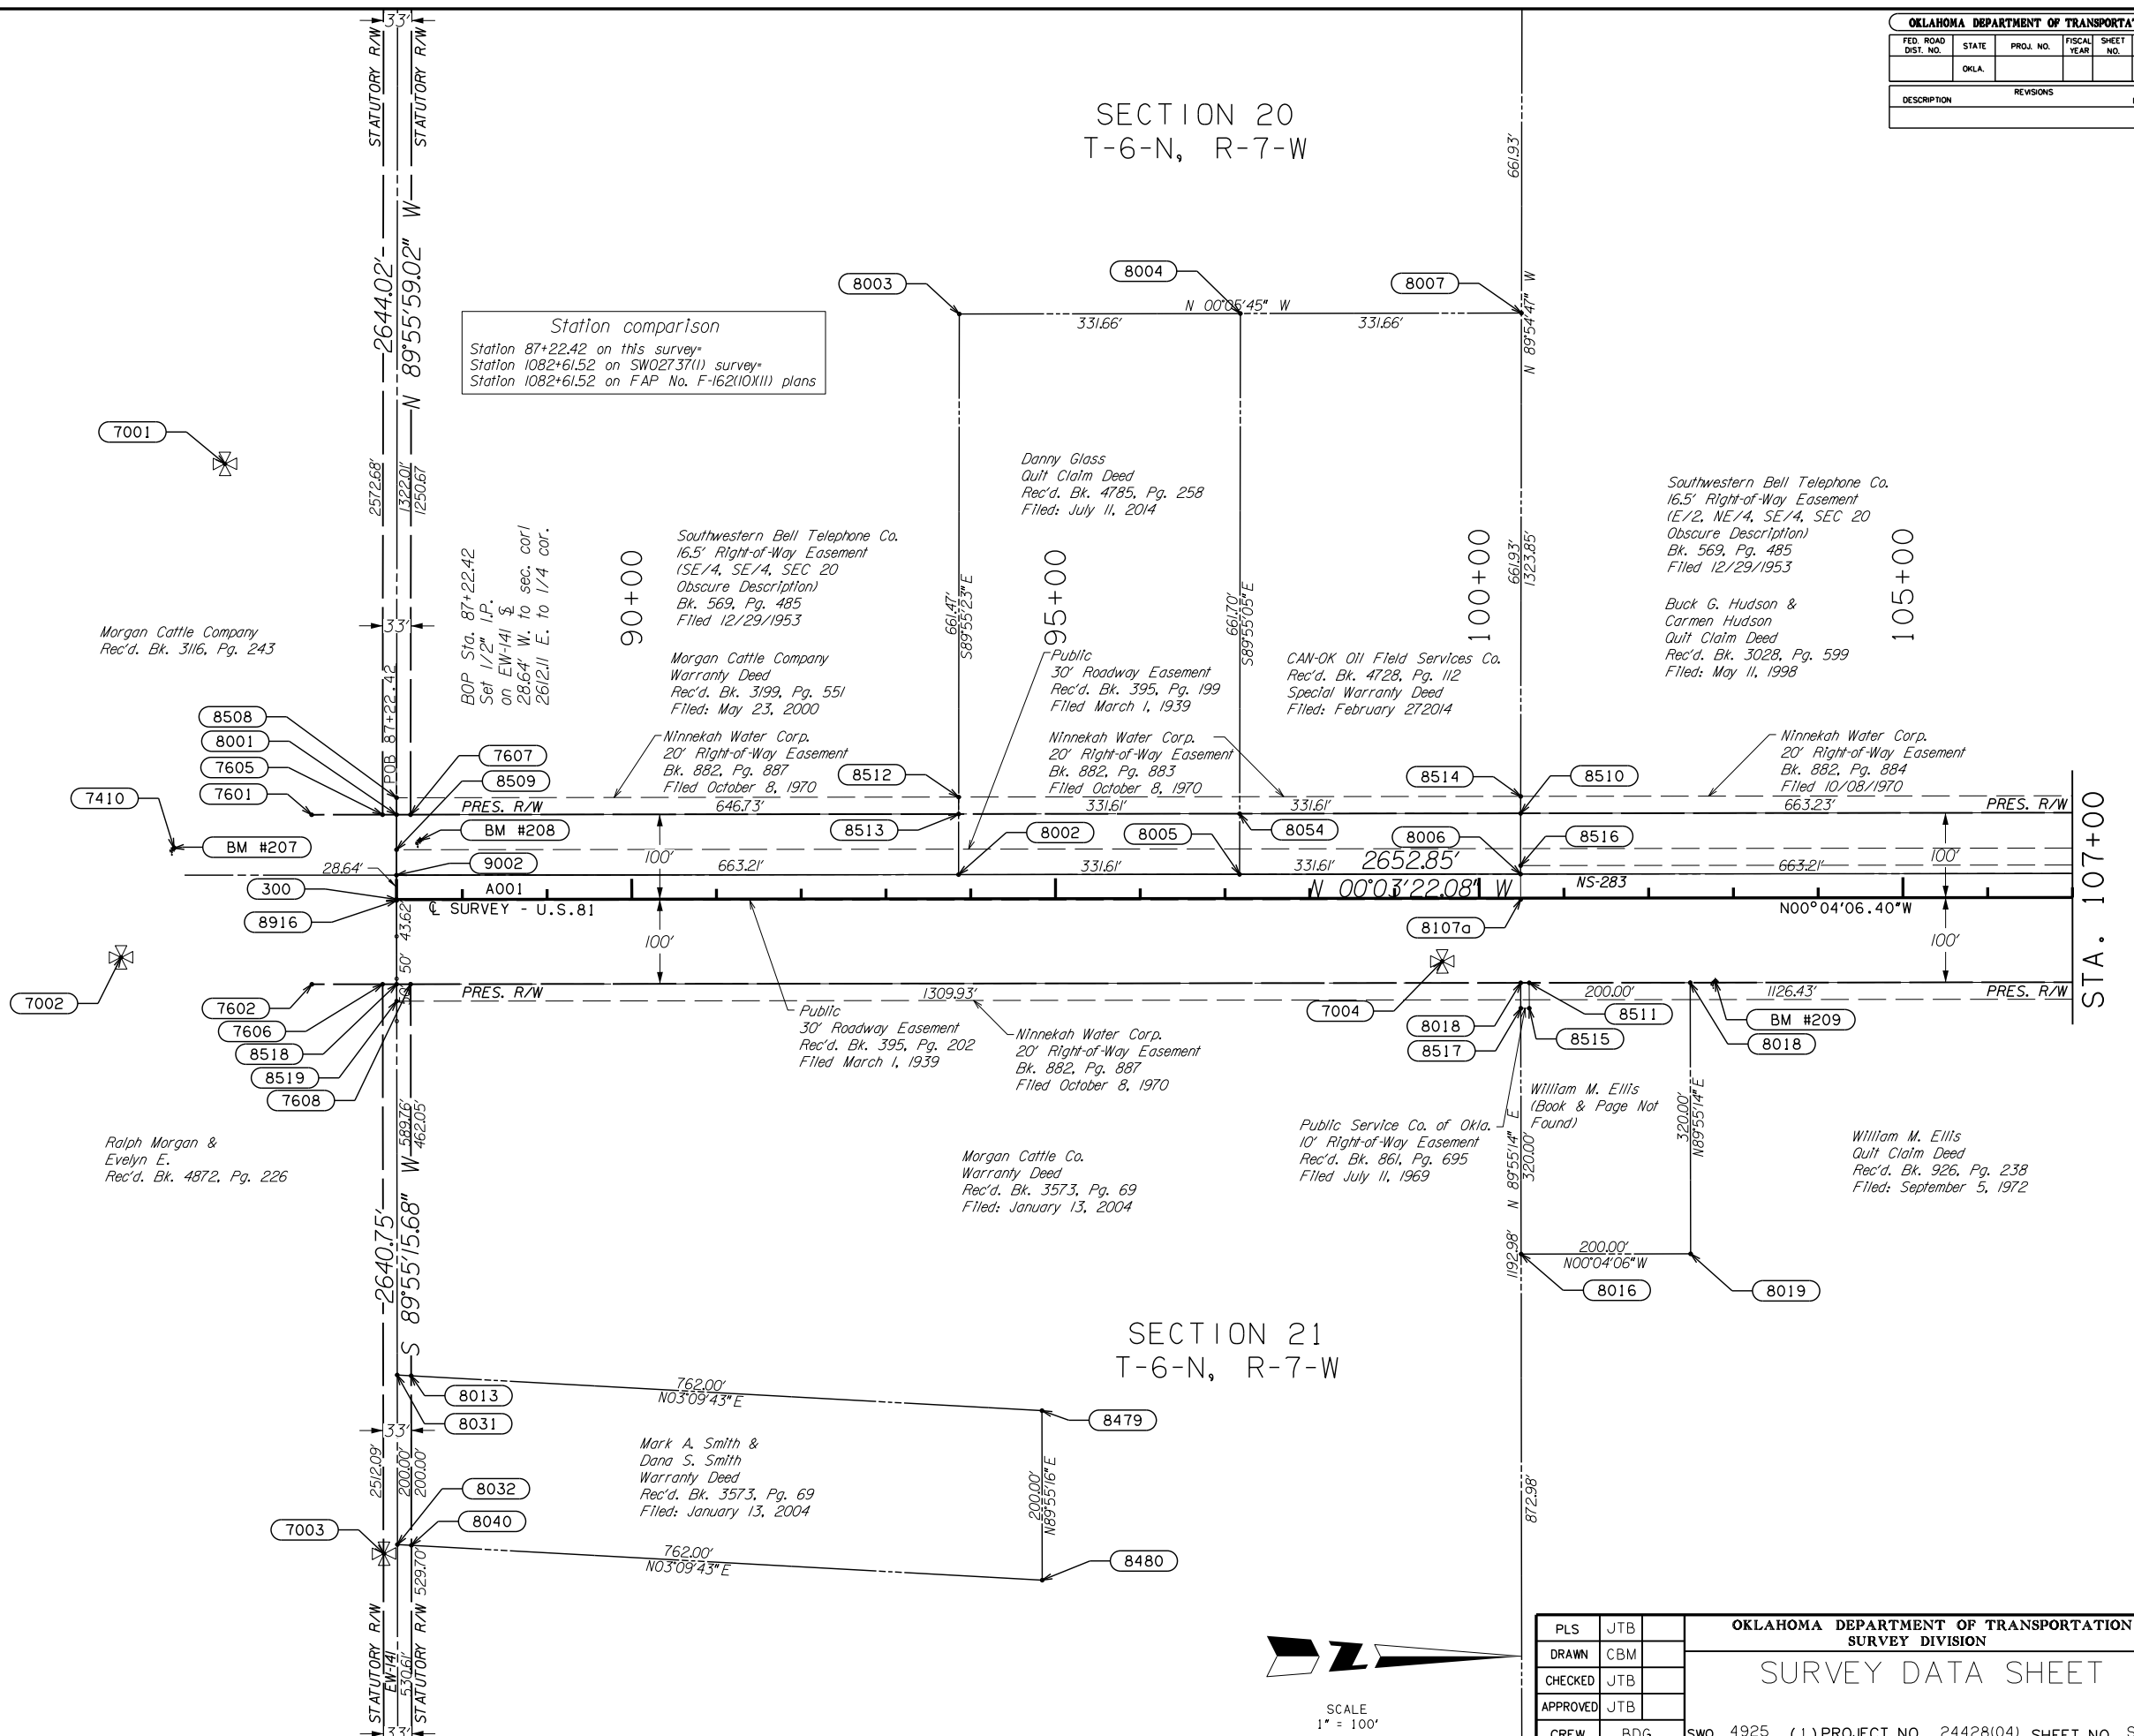 OKLAHOMA DEPARTMENT OF
FED. ROAD DIST. NO.
STATE
PROJ. NO.
FISCAL YEAR
SHEET NO.
OKLA.
REVISIONS
DESCRIPTION
33'
STATUTORY R/W
STATUTORY R/W
SECTION 20
T-6-N, R-7-W
661.93'
2644.02'
N 89°55'59.02" W
8003
8004
8007
N 00°05'45" W
331.66'
331.66'
N 89°54'47" W
Station comparison
Station 87+22.42 on this survey=
Station 1082+61.52 on SWO2737(1) survey=
Station 1082+61.52 on FAP No. F-162(10)(11) plans
7001
2572.68'
1322.01'
1250.67
Danny Glass
Quit Claim Deed
Rec'd. Bk. 4785, Pg. 258
Filed: July 11, 2014
Southwestern Bell Telephone Co.
16.5' Right-of-Way Easement
(E/2, NE/4, SE/4, SEC 20
Obscure Description)
Bk. 569, Pg. 485
Filed 12/29/1953
BOP Sta. 87+22.42
Set 1/2" I.P.
on EW-141
28.64' W. to sec. corl
2612.11 E. to 1/4 cor.
90+00
Southwestern Bell Telephone Co.
16.5' Right-of-Way Easement
(SE/4, SE/4, SEC 20
Obscure Description)
Bk. 569, Pg. 485
Filed 12/29/1953
661.47'
S89°55'23" E
95+00
661.70'
S89°55'05" E
100+00
661.93'
1323.85'
105+00
Morgan Cattle Company
Rec'd. Bk. 3116, Pg. 243
33'
Morgan Cattle Company
Warranty Deed
Rec'd. Bk. 3199, Pg. 551
Filed: May 23, 2000
Public
30' Roadway Easement
Rec'd. Bk. 395, Pg. 199
Filed March 1, 1939
CAN-OK Oil Field Services Co.
Rec'd. Bk. 4728, Pg. 112
Special Warranty Deed
Filed: February 272014
Buck G. Hudson &
Carmen Hudson
Quit Claim Deed
Rec'd. Bk. 3028, Pg. 599
Filed: May 11, 1998
8508
8001
7605
7601
POB 87+22.42
7607
8509
Ninnekah Water Corp.
20' Right-of-Way Easement
Bk. 882, Pg. 887
Filed October 8, 1970
8512
Ninnekah Water Corp.
20' Right-of-Way Easement
Bk. 882, Pg. 883
Filed October 8, 1970
8514
8510
Ninnekah Water Corp.
20' Right-of-Way Easement
Bk. 882, Pg. 884
Filed 10/08/1970
7410
BM #207
PRES. R/W
646.73'
331.61'
331.61'
663.23'
PRES. R/W
BM #208
8513
8002
8005
8054
8006
8516
100'
100'
28.64'
9002
663.21'
331.61'
331.61'
2652.85'
663.21'
300
A001
N 00°03'22.08" W
NS-283
8916
℄ SURVEY - U.S.81
N00°04'06.40"W
43.62'
100'
8107a
100'
STA. 107+00
7002
50'
50'
PRES. R/W
1309.93'
200.00'
1126.43'
PRES. R/W
7602
7606
8518
8519
7608
7004
8018
8517
8511
8515
BM #209
8018
Public
30' Roadway Easement
Rec'd. Bk. 395, Pg. 202
Filed March 1, 1939
Ninnekah Water Corp.
20' Right-of-Way Easement
Bk. 882, Pg. 887
Filed October 8, 1970
589.76'
462.05'
Public Service Co. of Okla.
10' Right-of-Way Easement
Rec'd. Bk. 861, Pg. 695
Filed July 11, 1969
William M. Ellis
(Book & Page Not
Found)
N 89°55'14" E
320.00'
320.00'
N89°55'14" E
Ralph Morgan &
Evelyn E.
Rec'd. Bk. 4872, Pg. 226
Morgan Cattle Co.
Warranty Deed
Rec'd. Bk. 3573, Pg. 69
Filed: January 13, 2004
William M. Ellis
Quit Claim Deed
Rec'd. Bk. 926, Pg. 238
Filed: September 5, 1972
2640.75'
S 89°55'15.68" W
1192.98'
200.00'
N00°04'06"W
8016
8019
SECTION 21
T-6-N, R-7-W
8013
8031
762.00'
N03°09'43" E
8479
33'
2512.09'
200.00'
200.00'
Mark A. Smith &
Dana S. Smith
Warranty Deed
Rec'd. Bk. 3573, Pg. 69
Filed: January 13, 2004
200.00'
N89°55'16" E
872.98'
8032
8040
7003
762.00'
N03°09'43" E
8480
529.70'
STATUTORY R/W
EW-141
530.61'
STATUTORY R/W
33'
Z
SCALE
1" = 100'
PLS JTB
DRAWN CBM
CHECKED JTB
APPROVED JTB
CREW BDG
OKLAHOMA DEPARTMENT OF TRANSPORTATION
SURVEY DIVISION
SURVEY DATA SHEET
SWO 4925 (1) PROJECT NO. 24428(04) SHEET NO.